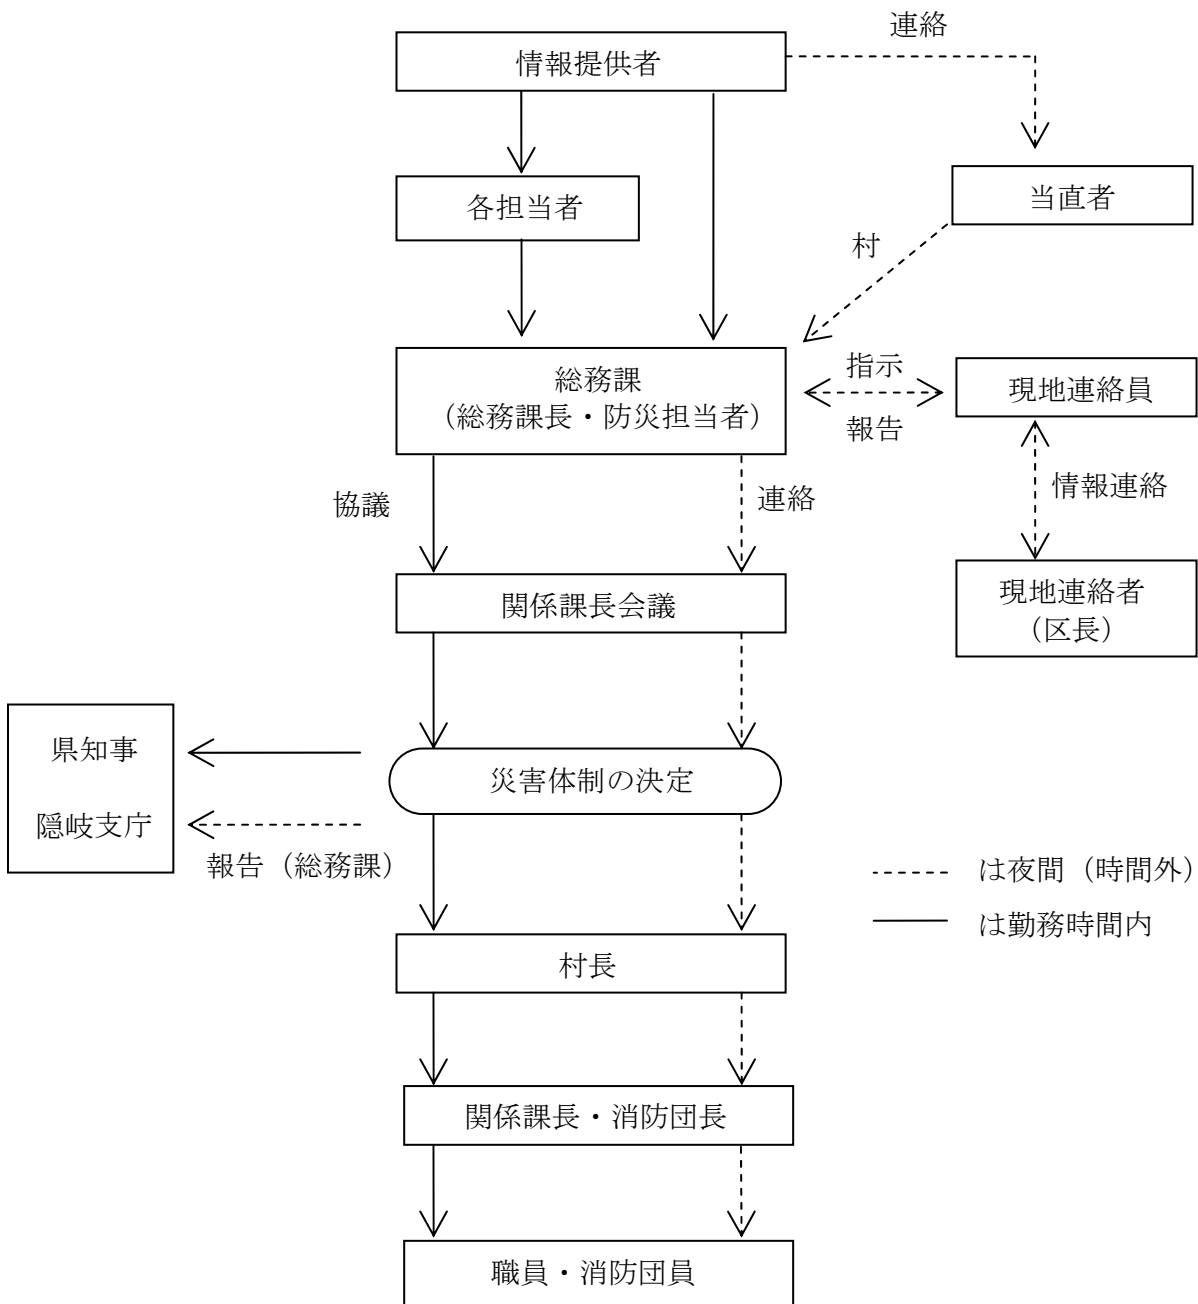 連絡
情報提供者
当直者
各担当者
村
総務課
（総務課長・防災担当者）
指示
報告
現地連絡員
情報連絡
現地連絡者
（区長）
協議
連絡
関係課長会議
県知事
隠岐支庁
災害体制の決定
報告（総務課）
は夜間（時間外）
は勤務時間内
村長
関係課長・消防団長
職員・消防団員